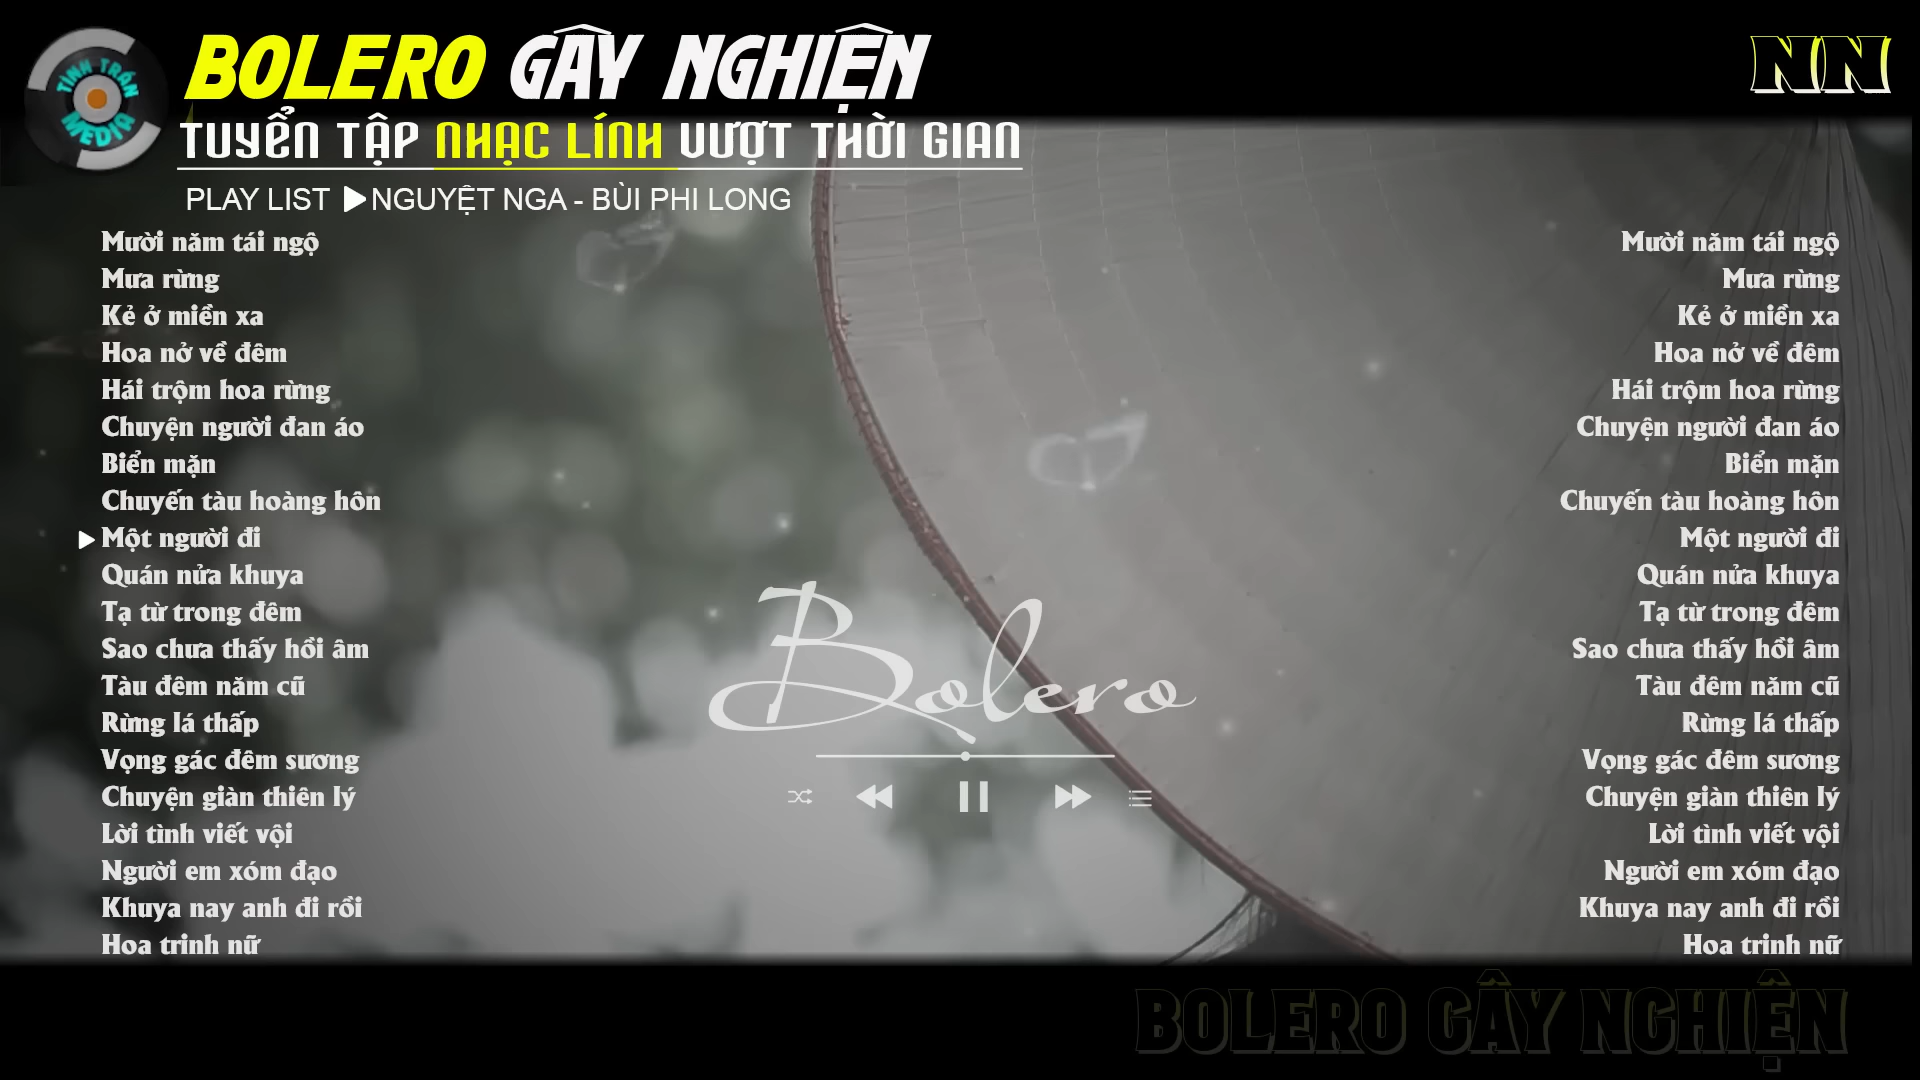 TÌNH TRẦN
MEDIA
BOLERO GÂY NGHIỆN
NN
TUYỂN TẬP NHẠC LÍNH VƯỢT THỜI GIAN
PLAY LIST ▶NGUYỆT NGA - BÙI PHI LONG
Mười năm tái ngộ
Mưa rừng
Kẻ ở miền xa
Hoa nở về đêm
Hái trộm hoa rừng
Chuyện người đan áo
Biển mặn
Chuyến tàu hoàng hôn
Một người đi
Quán nửa khuya
Tạ từ trong đêm
Sao chưa thấy hồi âm
Tàu đêm năm cũ
Rừng lá thấp
Vọng gác đêm sương
Chuyện giàn thiên lý
Lời tình viết vội
Người em xóm đạo
Khuya nay anh đi rồi
Hoa trinh nữ
Bolero
Mười năm tái ngộ
Mưa rừng
Kẻ ở miền xa
Hoa nở về đêm
Hái trộm hoa rừng
Chuyện người đan áo
Biển mặn
Chuyến tàu hoàng hôn
Một người đi
Quán nửa khuya
Tạ từ trong đêm
Sao chưa thấy hồi âm
Tàu đêm năm cũ
Rừng lá thấp
Vọng gác đêm sương
Chuyện giàn thiên lý
Lời tình viết vội
Người em xóm đạo
Khuya nay anh đi rồi
Hoa trinh nữ
BOLERO GÂY NGHIỆN